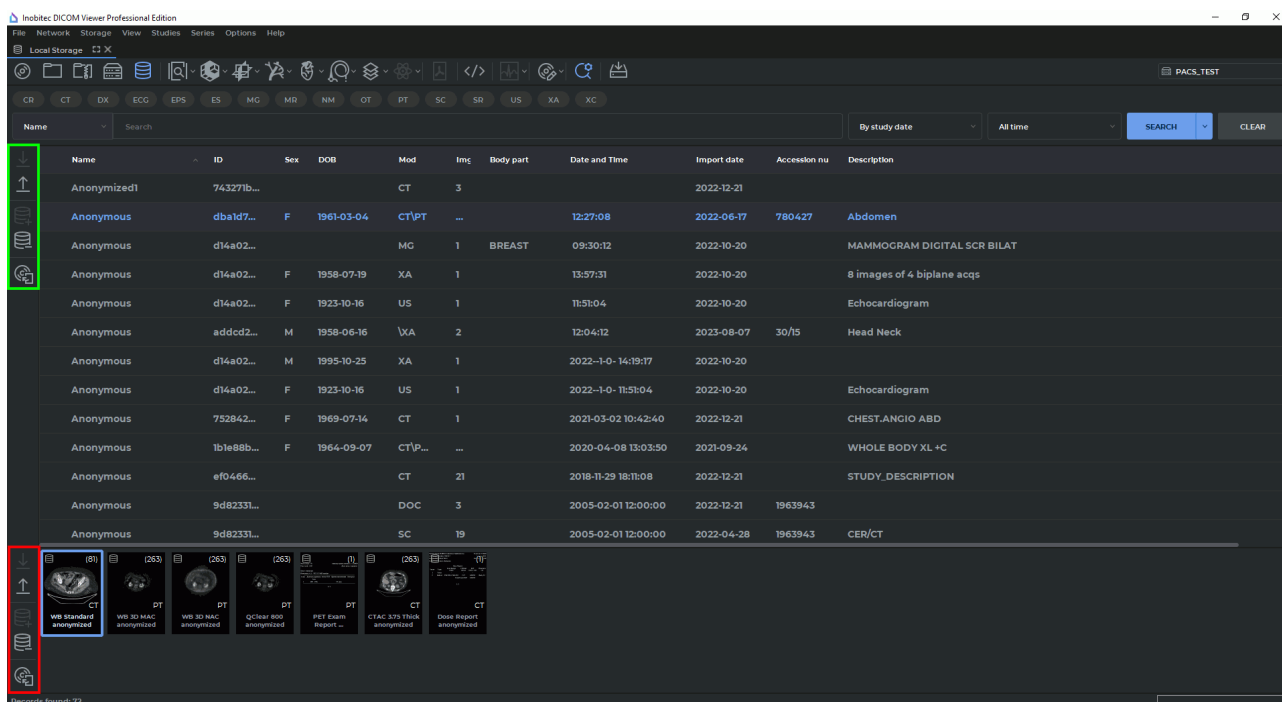 Inobitec DICOM Viewer Professional Edition
File Network Storage View Studies Series Options Help
Local Storage
PACS_TEST
CR CT DX ECG EPS ES MG MR NM OT PT SC SR US XA XC
Name Search By study date All time SEARCH CLEAR
Name ID Sex DOB Mod Img Body part Date and Time Import date Accession nu Description
Anonymized1 743271b... CT 3 2022-12-21
Anonymous dba1d7... F 1961-03-04 CT\PT ... 12:27:08 2022-06-17 780427 Abdomen
Anonymous d14a02... MG 1 BREAST 09:30:12 2022-10-20 MAMMOGRAM DIGITAL SCR BILAT
Anonymous d14a02... F 1958-07-19 XA 1 13:57:31 2022-10-20 8 images of 4 biplane acqs
Anonymous d14a02... F 1923-10-16 US 1 11:51:04 2022-10-20 Echocardiogram
Anonymous addcd2... M 1958-06-16 \XA 2 12:04:12 2023-08-07 30/15 Head Neck
Anonymous d14a02... M 1995-10-25 XA 1 2022--1-0- 14:19:17 2022-10-20
Anonymous d14a02... F 1923-10-16 US 1 2022--1-0- 11:51:04 2022-10-20 Echocardiogram
Anonymous 752842... F 1969-07-14 CT 1 2021-03-02 10:42:40 2022-12-21 CHEST.ANGIO ABD
Anonymous 1b1e88b... F 1964-09-07 CT\P... ... 2020-04-08 13:03:50 2021-09-24 WHOLE BODY XL +C
Anonymous ef0466... CT 21 2018-11-29 18:11:08 2022-12-21 STUDY_DESCRIPTION
Anonymous 9d82331... DOC 3 2005-02-01 12:00:00 2022-12-21 1963943
Anonymous 9d82331... SC 19 2005-02-01 12:00:00 2022-04-28 1963943 CER/CT
(81) (263) (263) (263) (1) (263) (1)
CT PT PT PT PT CT CT
WB Standard WB 3D MAC WB 3D NAC QClear 800 PET Exam CTAC 3.75 Thick Dose Report
anonymized anonymized anonymized anonymized Report ... anonymized anonymized
Records found: 72